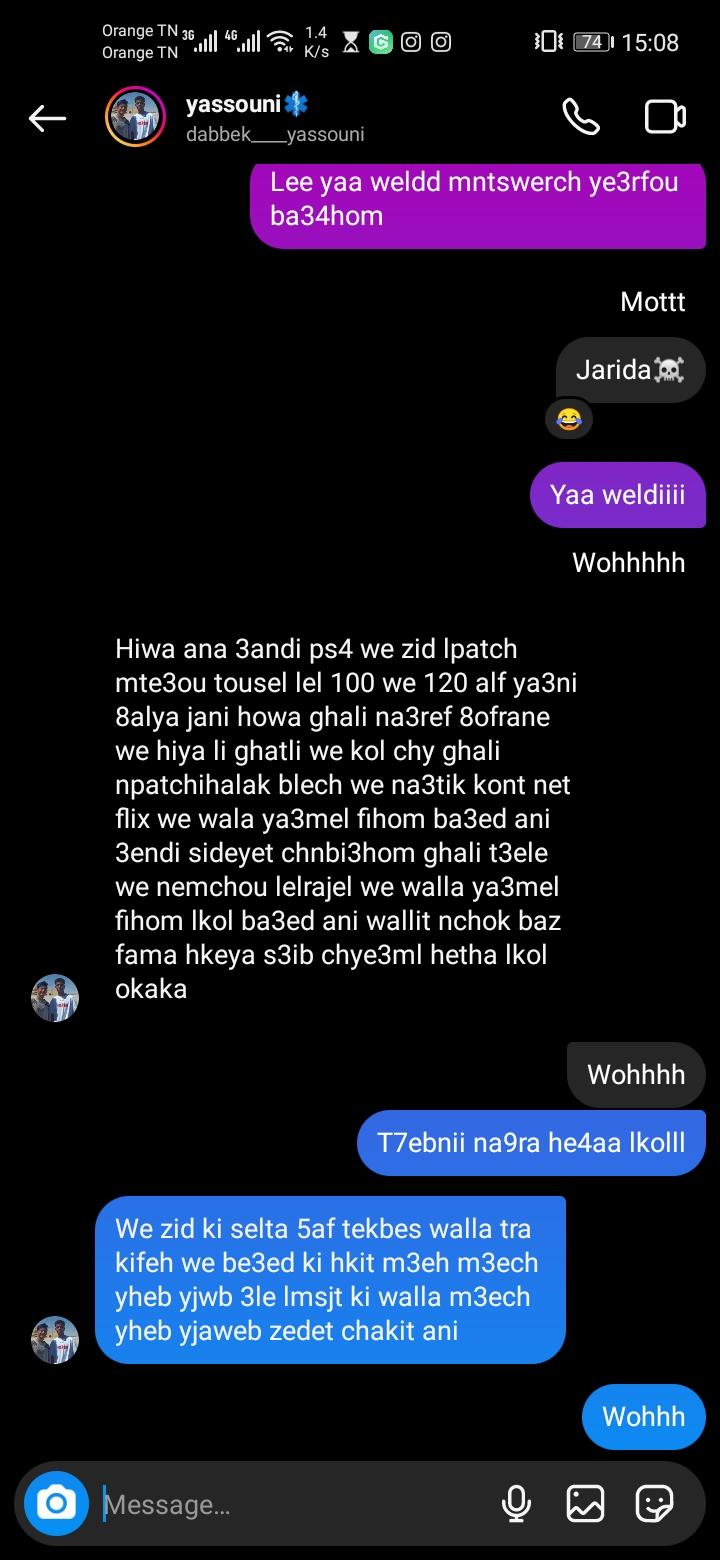 Orange TN 3G 4G 1.4 74 15:08
Orange TN K/s
yassouni
dabbek____yassouni
Lee yaa weldd mntswerch ye3rfou
ba34hom
Mottt
Jarida☠️
😂
Yaa weldiiii
Wohhhhh
Hiwa ana 3andi ps4 we zid lpatch
mte3ou tousel lel 100 we 120 alf ya3ni
8alya jani howa ghali na3ref 8ofrane
we hiya li ghatli we kol chy ghali
npatchihalak blech we na3tik kont net
flix we wala ya3mel fihom ba3ed ani
3endi sideyet chnbi3hom ghali t3ele
we nemchou lelrajel we walla ya3mel
fihom lkol ba3ed ani wallit nchok baz
fama hkeya s3ib chye3ml hetha lkol
okaka
Wohhhh
T7ebnii na9ra he4aa lkolll
We zid ki selta 5af tekbes walla tra
kifeh we be3ed ki hkit m3eh m3ech
yheb yjwb 3le lmsjt ki walla m3ech
yheb yjaweb zedet chakit ani
Wohhh
Message…